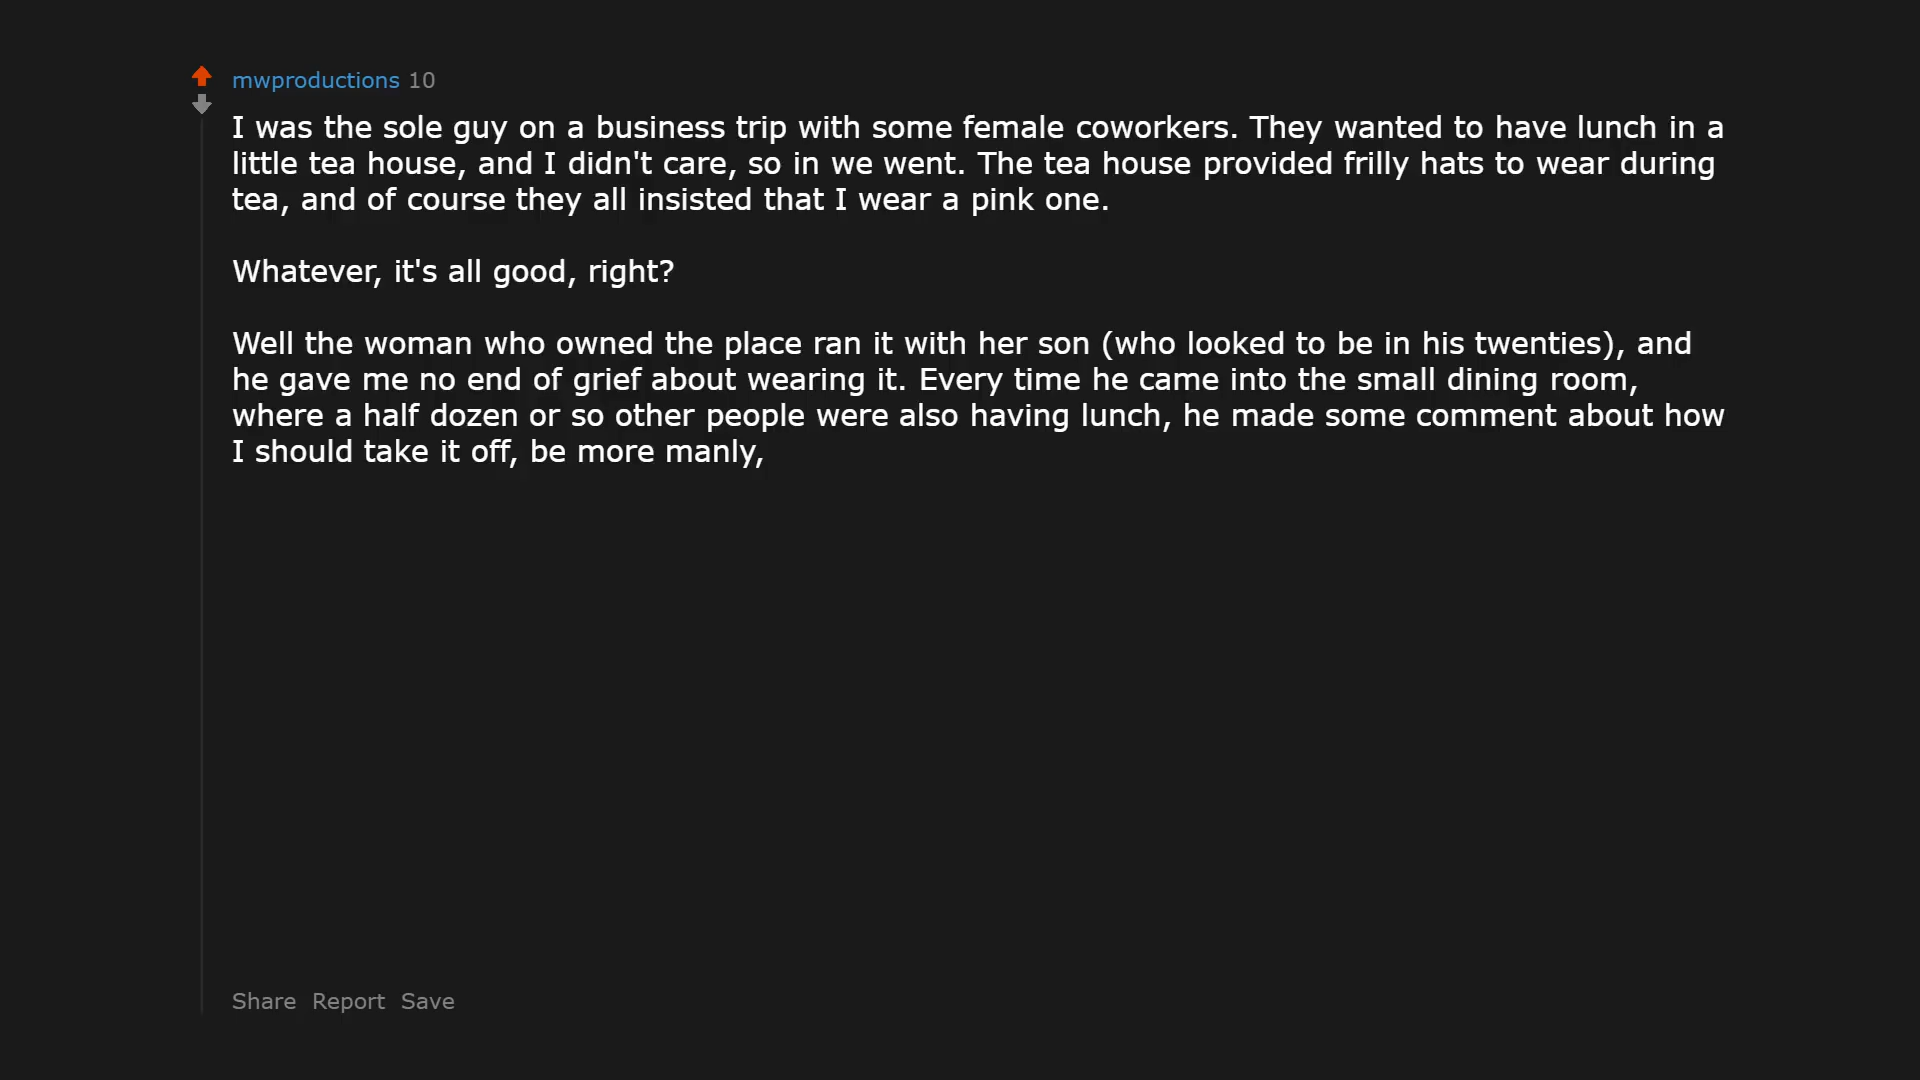 mwproductions 10
I was the sole guy on a business trip with some female coworkers. They wanted to have lunch in a
little tea house, and I didn't care, so in we went. The tea house provided frilly hats to wear during
tea, and of course they all insisted that I wear a pink one.
Whatever, it's all good, right?
Well the woman who owned the place ran it with her son (who looked to be in his twenties), and
he gave me no end of grief about wearing it. Every time he came into the small dining room,
where a half dozen or so other people were also having lunch, he made some comment about how
I should take it off, be more manly,
Share Report Save